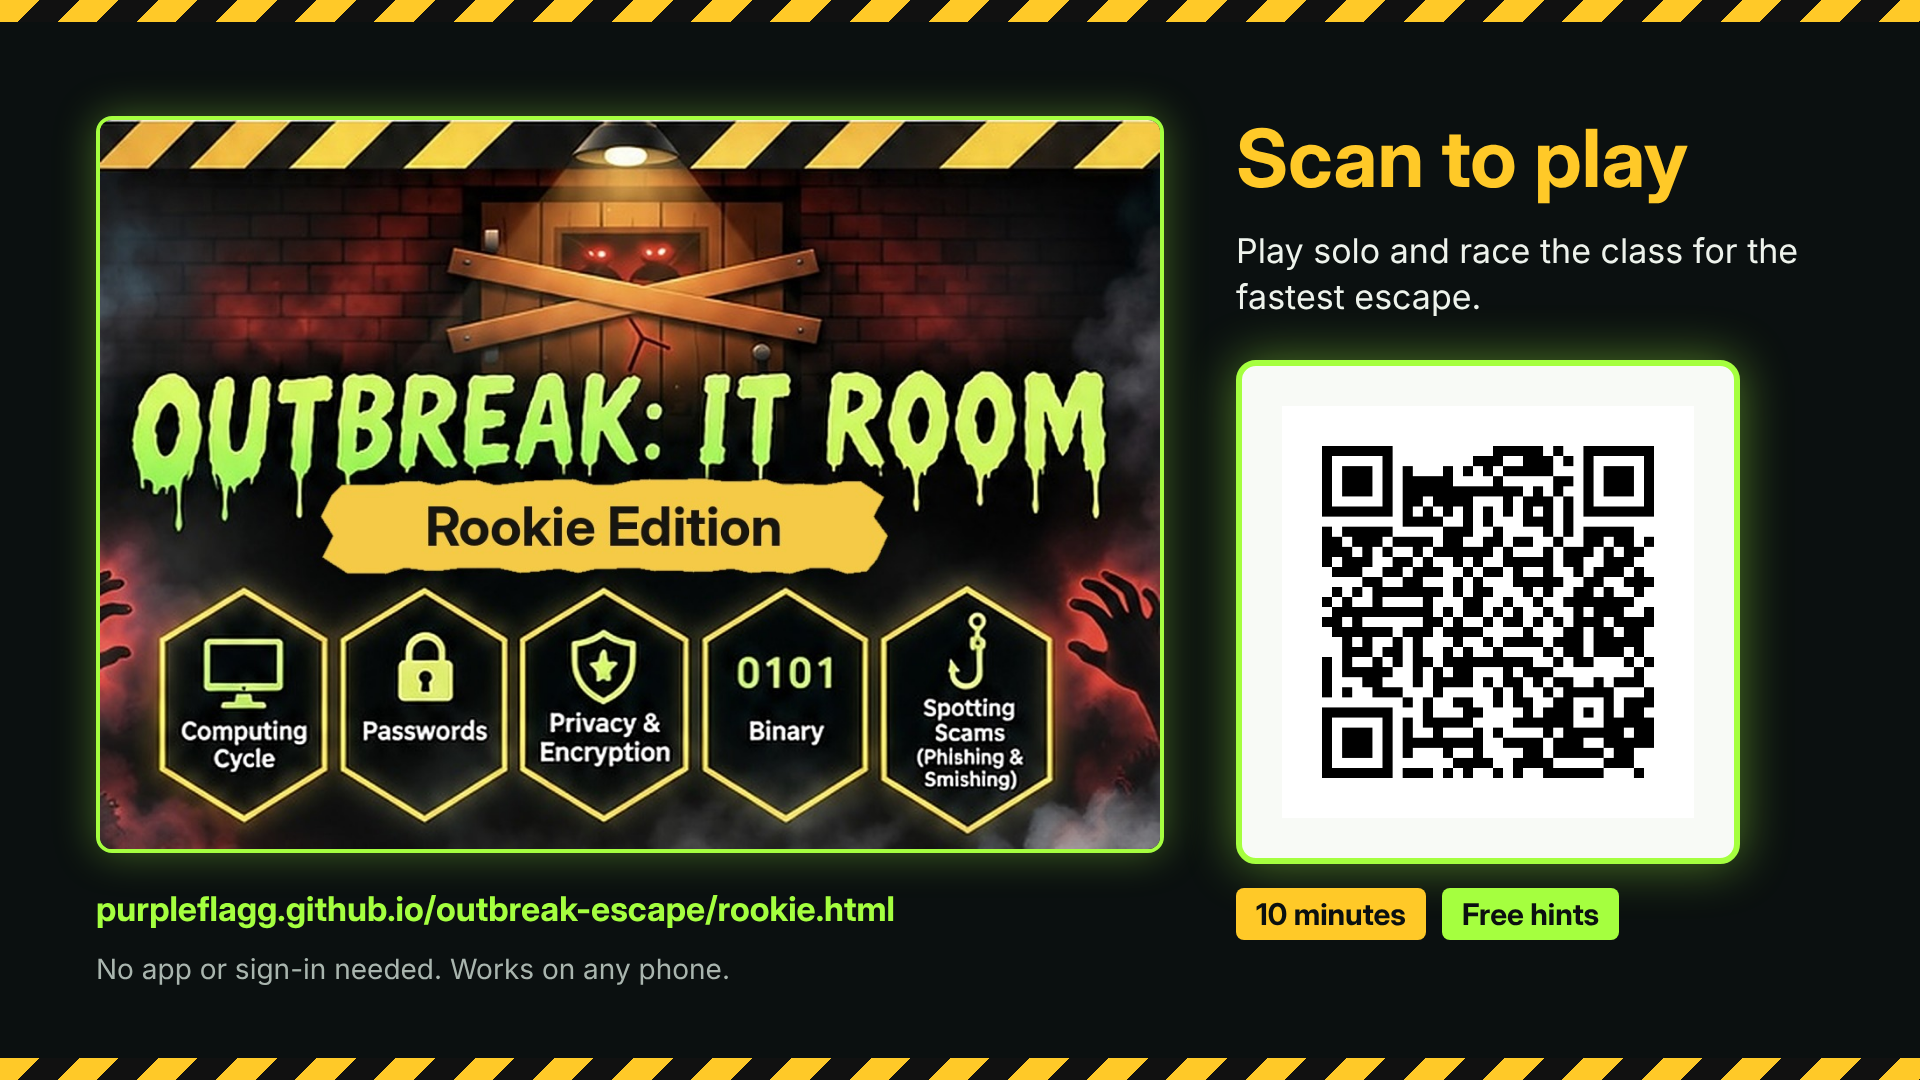 OUTBREAK: IT ROOM
Rookie Edition
Computing
Cycle
Passwords
Privacy &
Encryption
0101
Binary
Spotting
Scams
(Phishing &
Smishing)
purpleflagg.github.io/outbreak-escape/rookie.html
No app or sign-in needed. Works on any phone.
Scan to play
Play solo and race the class for the
fastest escape.
10 minutes
Free hints